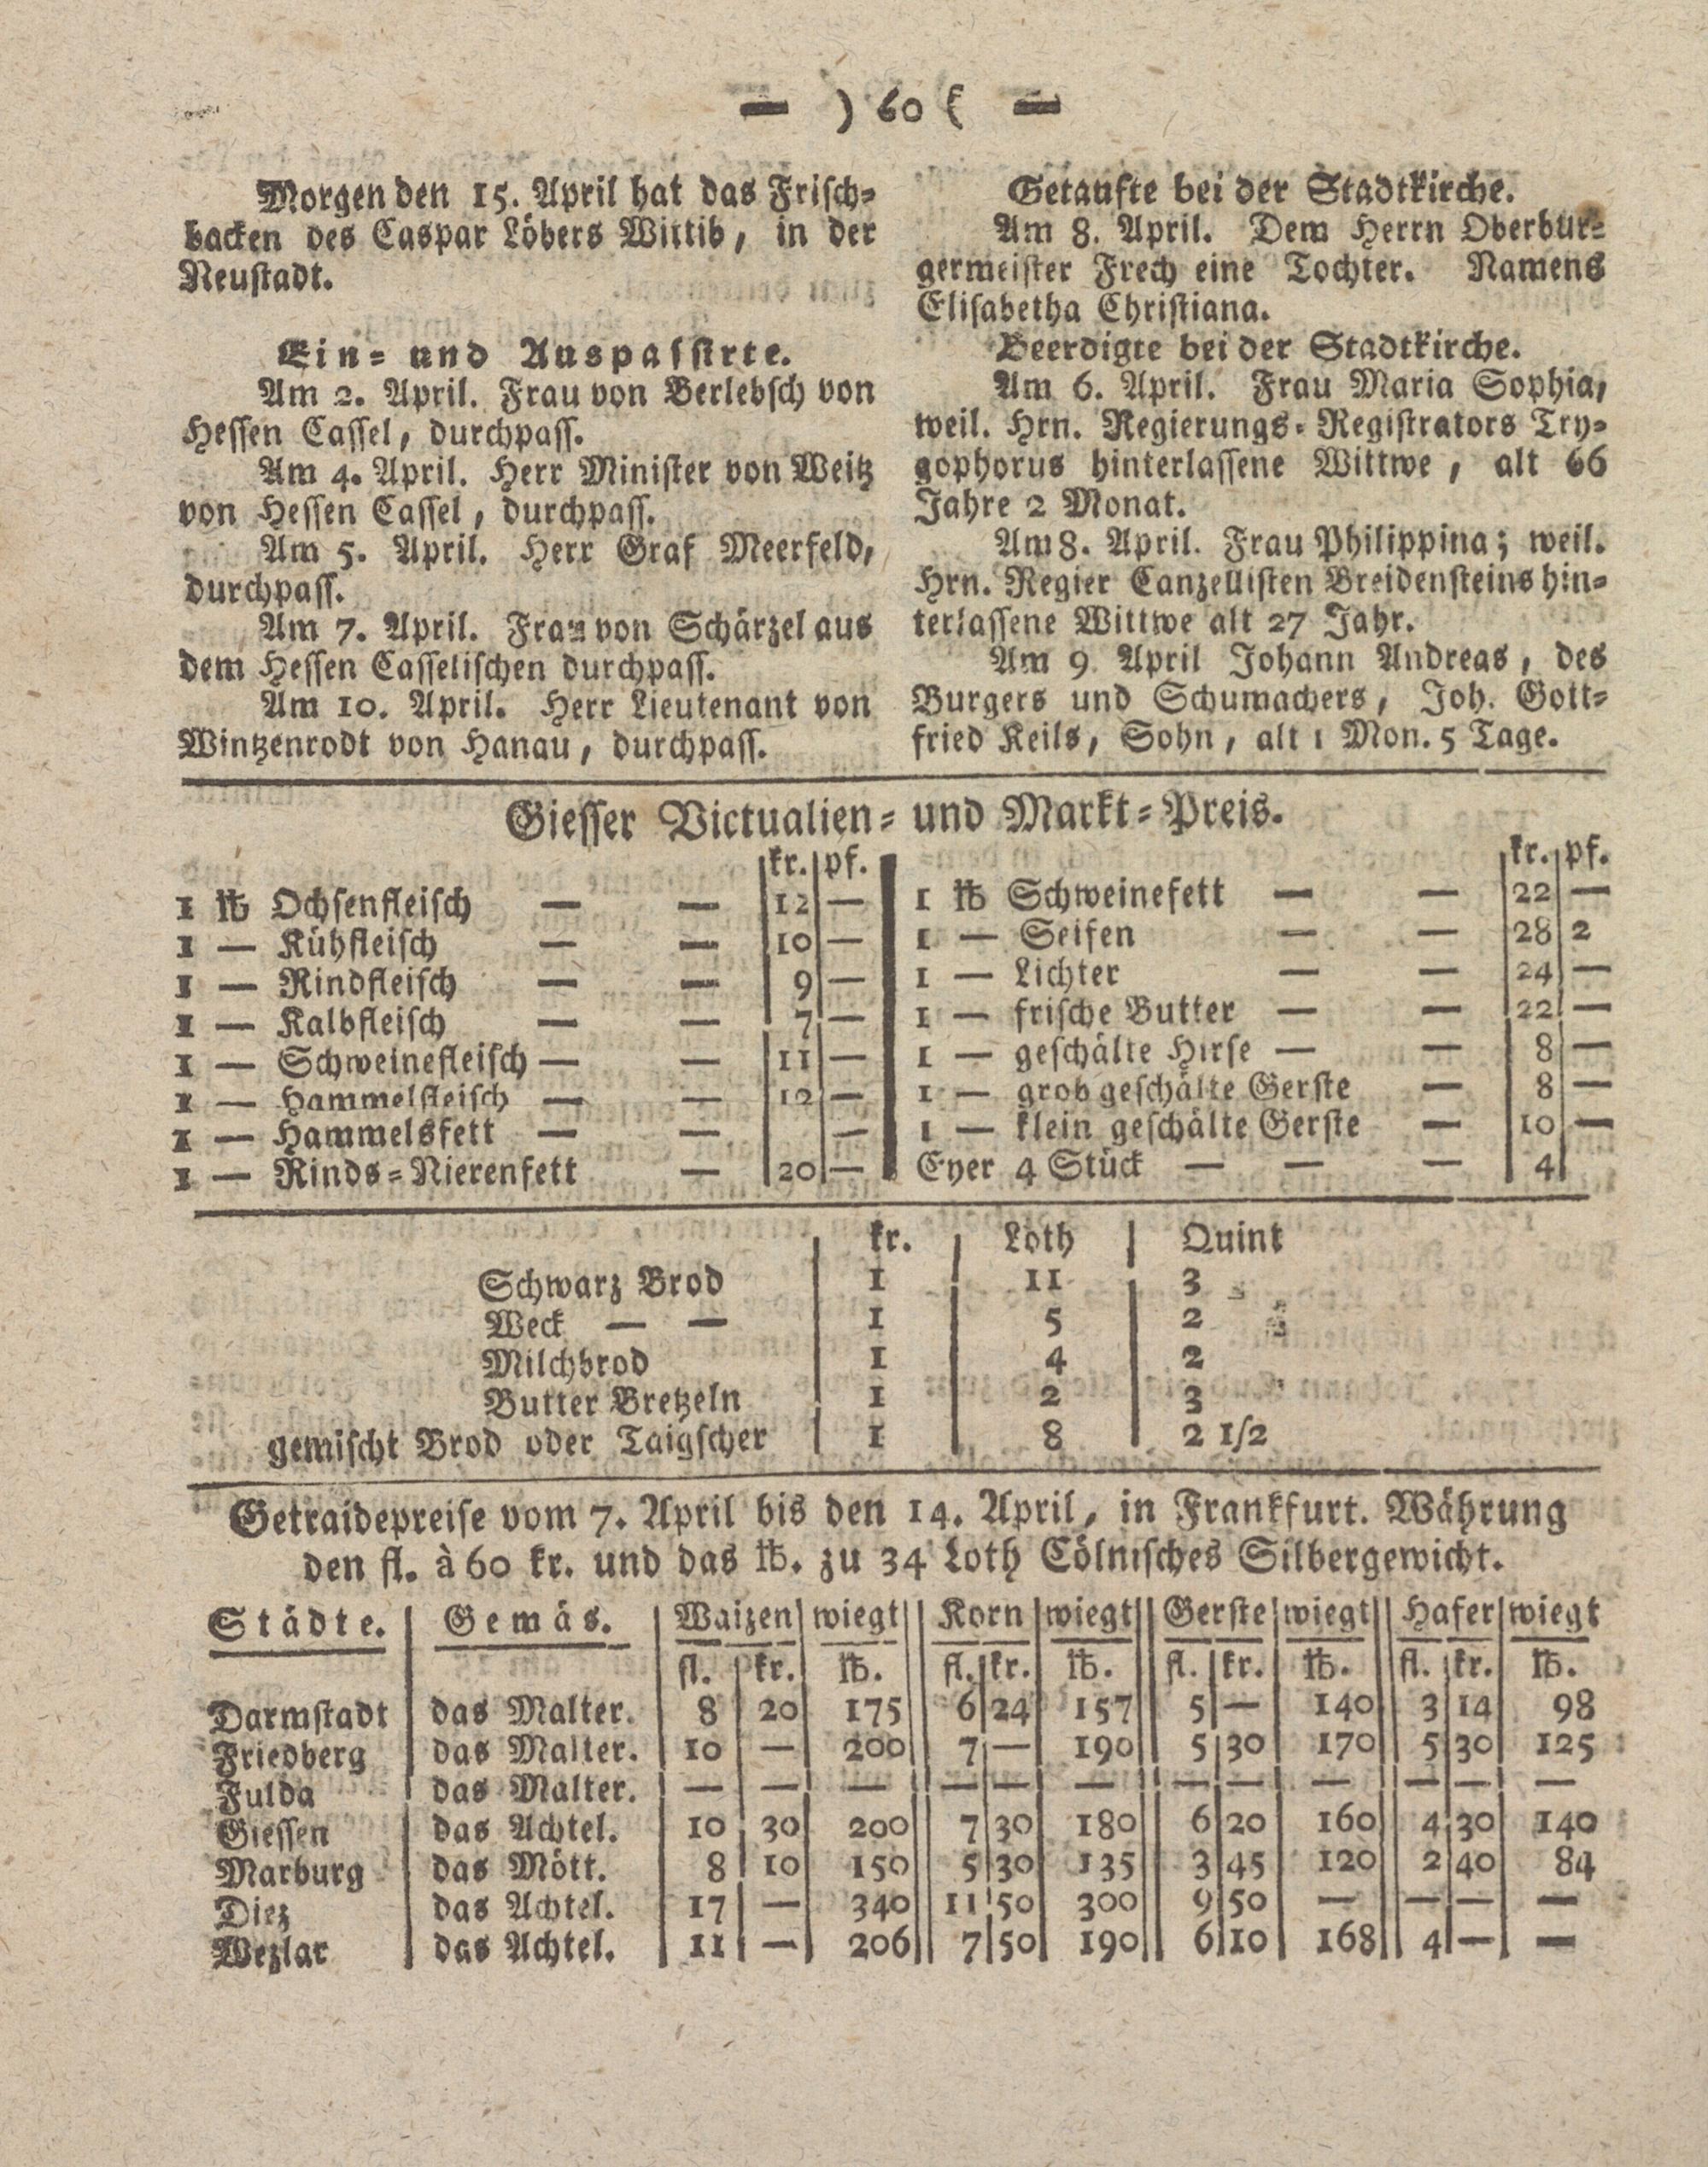 — ) 60 ( —
Morgen den 15. April hat das Frisch-
backen des Caspar Löbers Wittib, in der
Neustadt.
Ein- und Auspassirte.
Am 2. April. Frau von Berlebsch von
Hessen Cassel, durchpass.
Am 4. April. Herr Minister von Weitz
von Hessen Cassel, durchpass.
Am 5. April. Herr Graf Meerfeld,
durchpass.
Am 7. April. Frau von Schärzel aus
dem Hessen Casselischen durchpass.
Am 10. April. Herr Lieutenant von
Wintzenrodt von Hanau, durchpass.
Getaufte bei der Stadtkirche.
Am 8. April. Dem Herrn Oberbur-
germeister Frech eine Tochter. Namens
Elisabetha Christiana.
Beerdigte bei der Stadtkirche.
Am 6. April. Frau Maria Sophia,
weil. Hrn. Regierungs-Registrators Try-
gophorus hinterlassene Wittwe, alt 66
Jahre 2 Monat.
Am 8. April. Frau Philippina; weil.
Hrn. Regier Canzellisten Breidensteins hin-
terlassene Wittwe alt 27 Jahr.
Am 9 April Johann Andreas, des
Burgers und Schumachers, Joh. Gott-
fried Keils, Sohn, alt 1 Mon. 5 Tage.
Giesser Victualien- und Markt-Preis.
kr. pf.
1 ℔ Ochsenfleisch — — 12 —
1 — Kühfleisch — — 10 —
1 — Rindfleisch — — 9 —
1 — Kalbfleisch — — 7 —
1 — Schweinefleisch — — 11 —
1 — Hammelfleisch — — 12 —
1 — Hammelsfett — — —
1 — Rinds-Nierenfett — 20 —
kr. pf.
1 ℔ Schweinefett — — 22 —
1 — Seifen — — 28 2
1 — Lichter — — 24 —
1 — frische Butter — — 22 —
1 — geschälte Hirse — — 8 —
1 — grob geschälte Gerste — 8 —
1 — klein geschälte Gerste — 10 —
Eyer 4 Stück — — — 4
kr. Loth Quint
Schwarz Brod 1 11 3
Weck — — 1 5 2
Milchbrod 1 4 2
Butter Bretzeln 1 2 3
gemischt Brod oder Taigscher 1 8 2 1/2
Getraidepreise vom 7. April bis den 14. April, in Frankfurt. Währung
den fl. à 60 kr. und das ℔. zu 34 Loth Cölnisches Silbergewicht.
Städte. Gemäs. Waizen wiegt Korn wiegt Gerste wiegt Hafer wiegt
fl. kr. ℔. fl. kr. ℔. fl. kr. ℔. fl. kr. ℔.
Darmstadt das Malter. 8 20 175 6 24 157 5 — 140 3 14 98
Friedberg das Malter. 10 — 200 7 — 190 5 30 170 5 30 125
Fulda das Malter. — — — — — — — — — — — —
Giessen das Achtel. 10 30 200 7 30 180 6 20 160 4 30 140
Marburg das Mött. 8 10 150 5 30 135 3 45 120 2 40 84
Diez das Achtel. 17 — 340 11 50 300 9 50 — — — —
Wezlar das Achtel. 11 — 206 7 50 190 6 10 168 4 — —